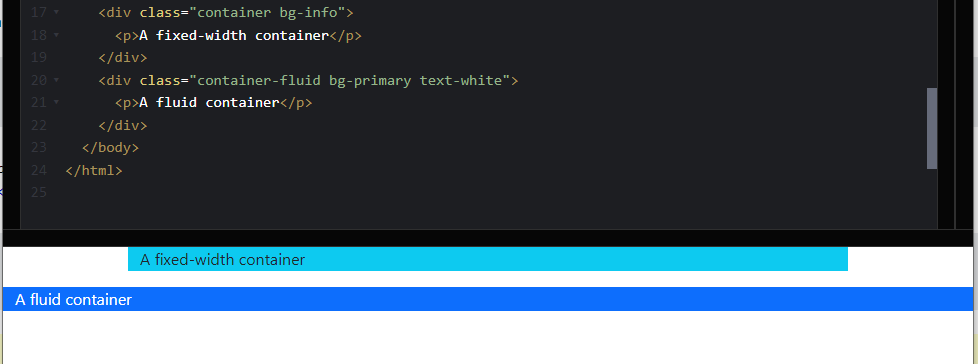 17 <div class="container bg-info">
18 <p>A fixed-width container</p>
19 </div>
20 <div class="container-fluid bg-primary text-white">
21 <p>A fluid container</p>
22 </div>
23 </body>
24 </html>
25
A fixed-width container
A fluid container